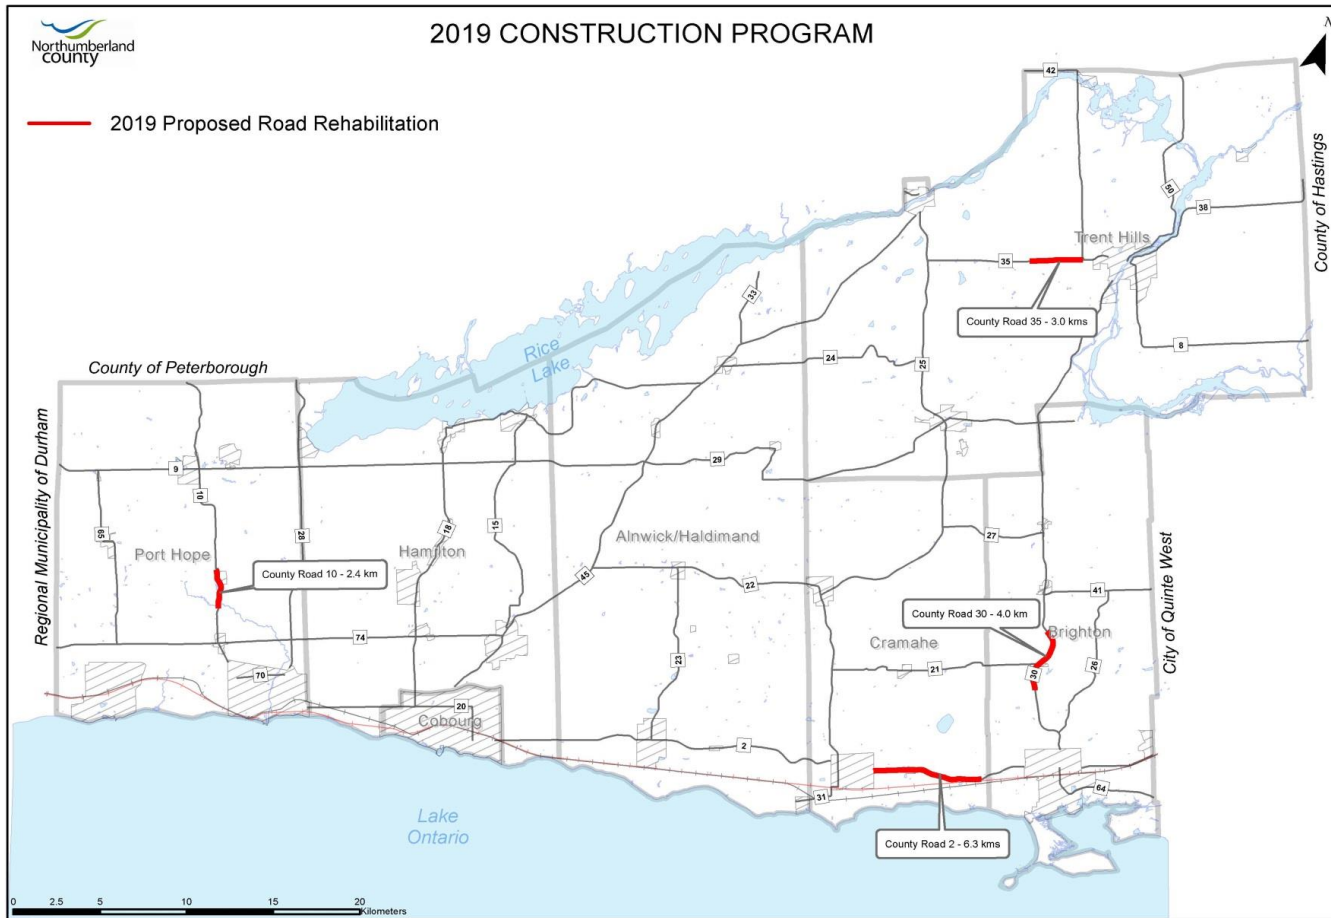 2019 CONSTRUCTION PROGRAM
Northumberland
county
N
2019 Proposed Road Rehabilitation
42
County of Hastings
50
38
Trent Hills
35
County Road 35 - 3.0 kms
33
Rice
Lake
24
25
8
County of Peterborough
Regional Municipality of Durham
9
29
10
65
28
18
15
Port Hope
Hamilton
Alnwick/Haldimand
27
City of Quinte West
County Road 10 - 2.4 km
45
22
41
County Road 30 - 4.0 km
Brighton
74
Cramahe
23
21
26
30
70
20
Cobourg
2
31
64
Lake
Ontario
County Road 2 - 6.3 kms
0 2.5 5 10 15 20
Kilometers